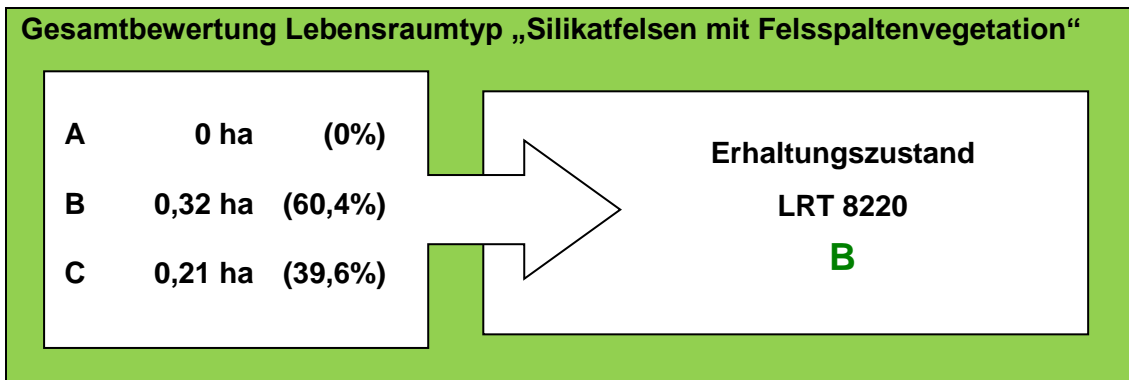 Gesamtbewertung Lebensraumtyp „Silikatfelsen mit Felsspaltenvegetation“
A 0 ha (0%)
B 0,32 ha (60,4%)
C 0,21 ha (39,6%)
Erhaltungszustand
LRT 8220
B